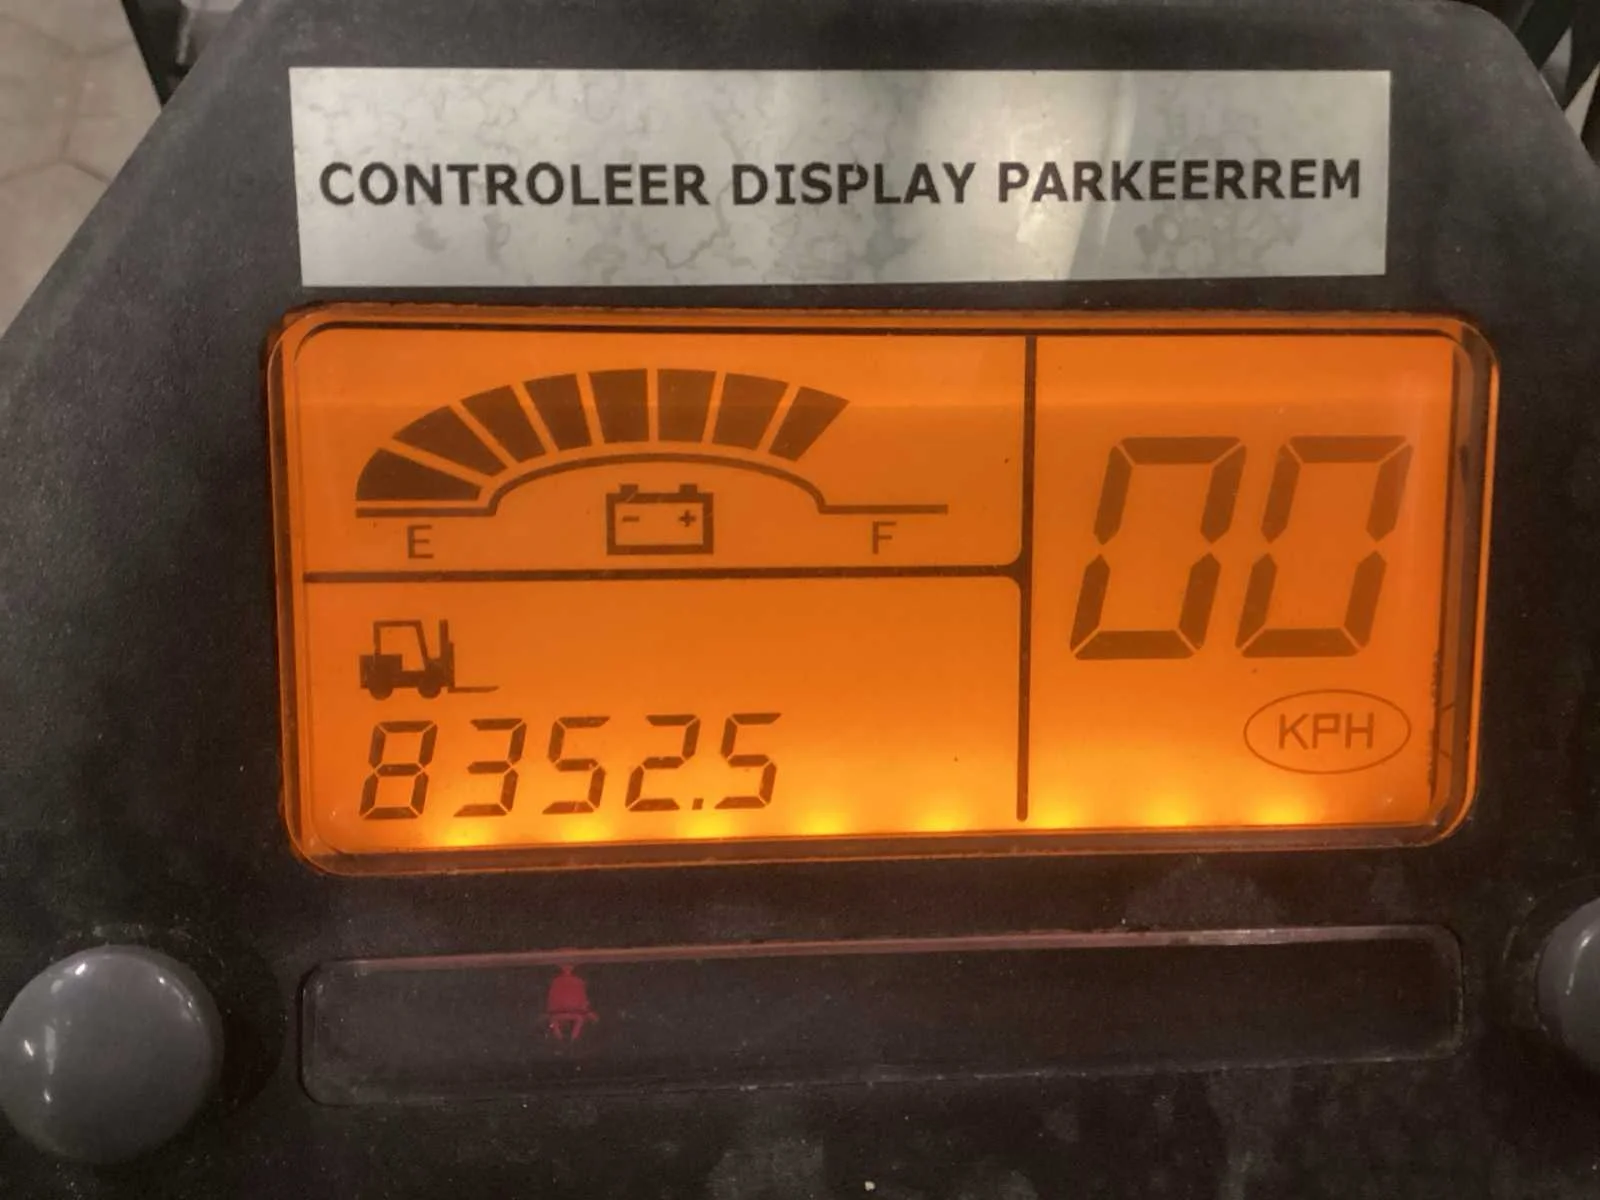 CONTROLEER DISPLAY PARKEERREM
E - + F
00
8352.5
KPH